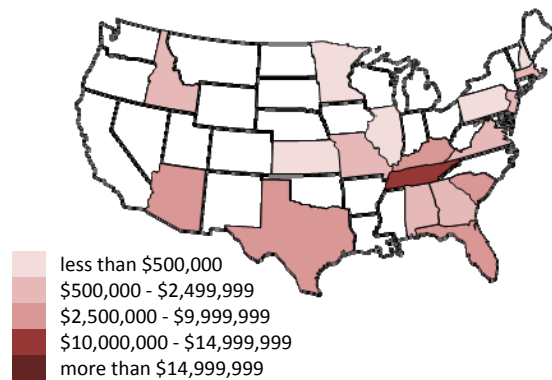 less than $500,000
$500,000 - $2,499,999
$2,500,000 - $9,999,999
$10,000,000 - $14,999,999
more than $14,999,999